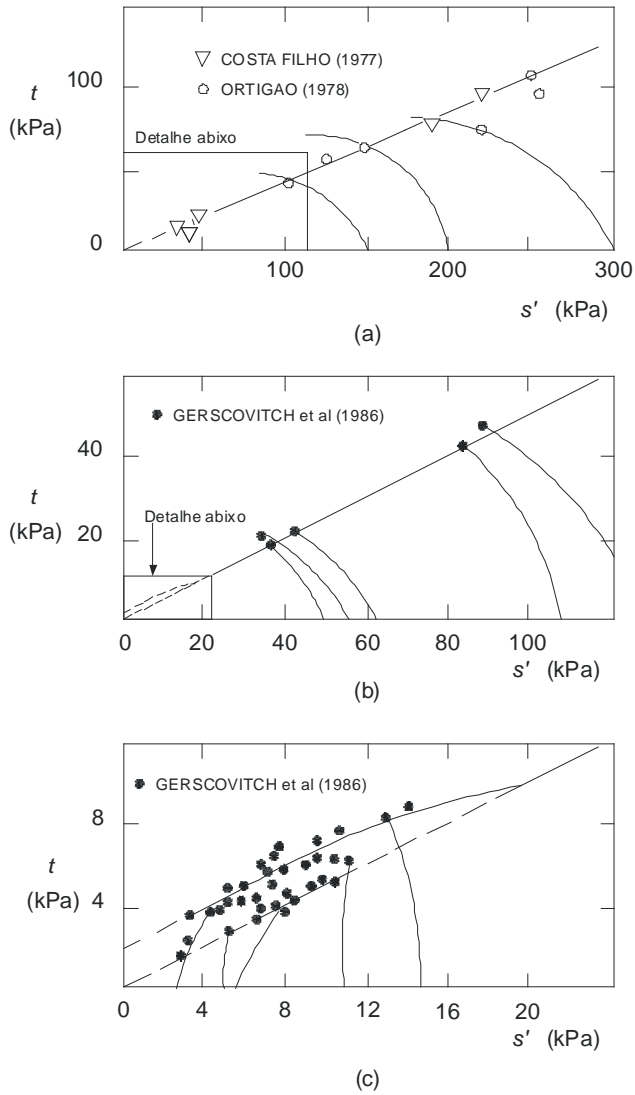 t
(kPa)
100
0
COSTA FILHO (1977)
ORTIGAO (1978)
Detalhe abixo
100
200
300
s' (kPa)
(a)
t
(kPa)
40
20
GERSCOVITCH et al (1986)
Detalhe abixo
0
20
40
60
80
100
s' (kPa)
(b)
t
(kPa)
8
4
GERSCOVITCH et al (1986)
0
4
8
12
16
20
s' (kPa)
(c)